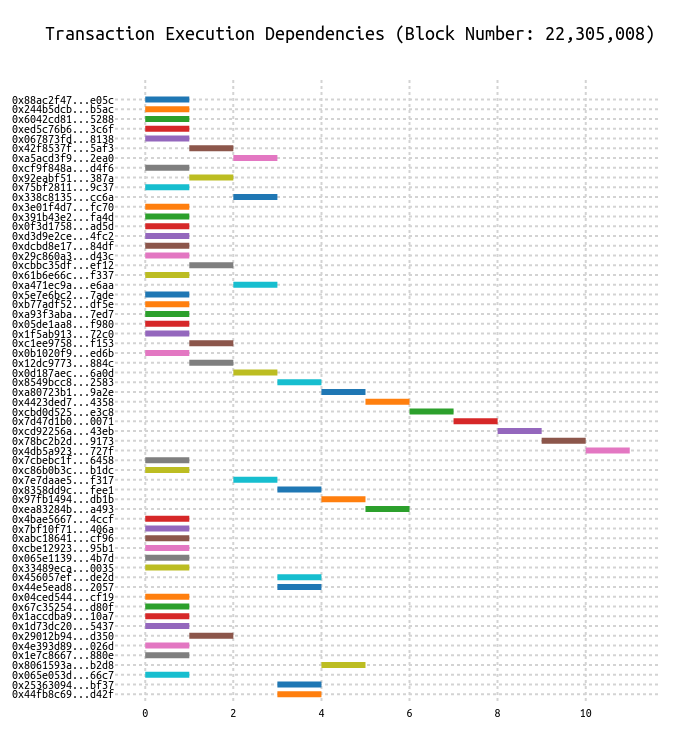 Transaction Execution Dependencies (Block Number: 22,305,008)
0x88ac2f47...e05c
0x244b5dcb...b5ac
0x6042cd81...5288
0xed5c76b6...3c6f
0x067873fd...8138
0x42f8537f...5af3
0xa5acd3f9...2ea0
0xcf9f848a...d4f6
0x92eabf51...387a
0x75bf2811...9c37
0x338c8135...cc6a
0x3e01f4d7...fc70
0x391b43e2...fa4d
0x0f3d1758...ad5d
0xd3d9e2ce...4fc2
0xdcbd8e17...84df
0x29c860a3...d43c
0xcbbc35df...ef12
0x61b6e66c...f337
0xa471ec9a...e6aa
0x5e7e6bc2...7ade
0xb77adf52...df5e
0xa93f3aba...7ed7
0x05de1aa8...f980
0x1f5ab913...72c0
0xc1ee9758...f153
0x0b1020f9...ed6b
0x12dc9773...884c
0x0d187aec...6a0d
0x8549bcc8...2583
0xa80723b1...9a2e
0x4423ded7...4358
0xcbd0d525...e3c8
0x7d47d1b0...0071
0xcd92256a...43eb
0x78bc2b2d...9173
0x4db5a923...727f
0x7cbebc1f...6458
0xc86b0b3c...b1dc
0x7e7daae5...f317
0x8358dd9c...fee1
0x97fb1494...db1b
0xea83284b...a493
0x4bae5667...4ccf
0x7bf10f71...406a
0xabc18641...cf96
0xcbe12923...95b1
0x065e1139...4b7d
0x33489eca...0035
0x456057ef...de2d
0x44e5ead8...2057
0x04ced544...cf19
0x67c35254...d80f
0x1accdba9...10a7
0x1d73dc20...5437
0x29012b94...d350
0x4e393d89...026d
0x1e7c8667...880e
0x8061593a...b2d8
0x065e053d...66c7
0x25363094...bf37
0x44fb8c69...d42f
0 2 4 6 8 10